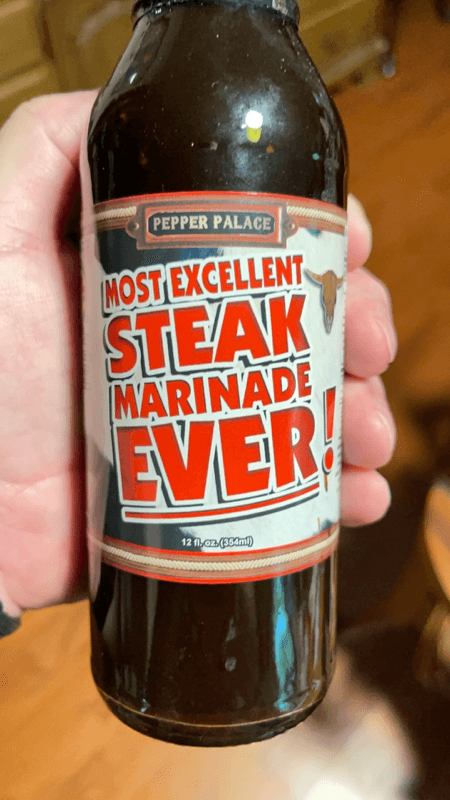 PEPPER PALACE
MOST EXCELLENT
STEAK
MARINADE
EVER!
12 fl. oz. (354ml)